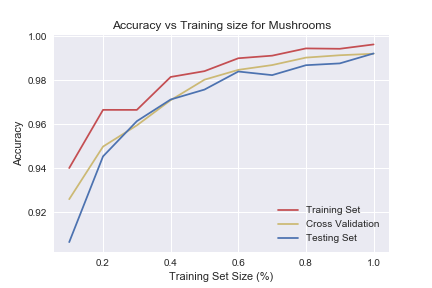 Accuracy vs Training size for Mushrooms
1.00
0.98
0.96
0.94
0.92
Accuracy
Training Set
Cross Validation
Testing Set
0.2 0.4 0.6 0.8 1.0
Training Set Size (%)